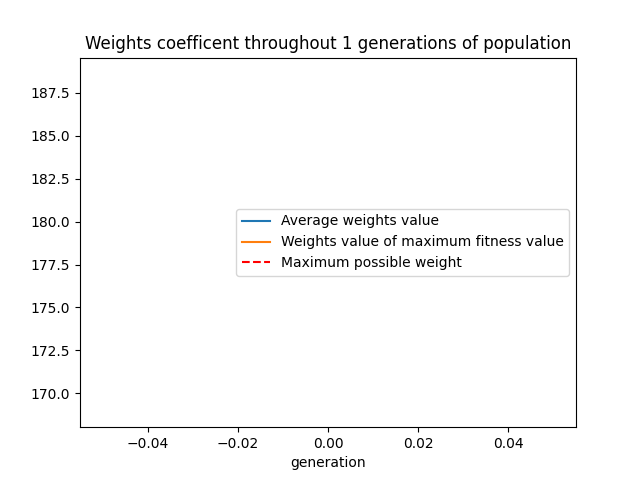 Weights coefficent throughout 1 generations of population
187.5
185.0
182.5
180.0
177.5
175.0
172.5
170.0
Average weights value
Weights value of maximum fitness value
Maximum possible weight
−0.04 −0.02 0.00 0.02 0.04
generation